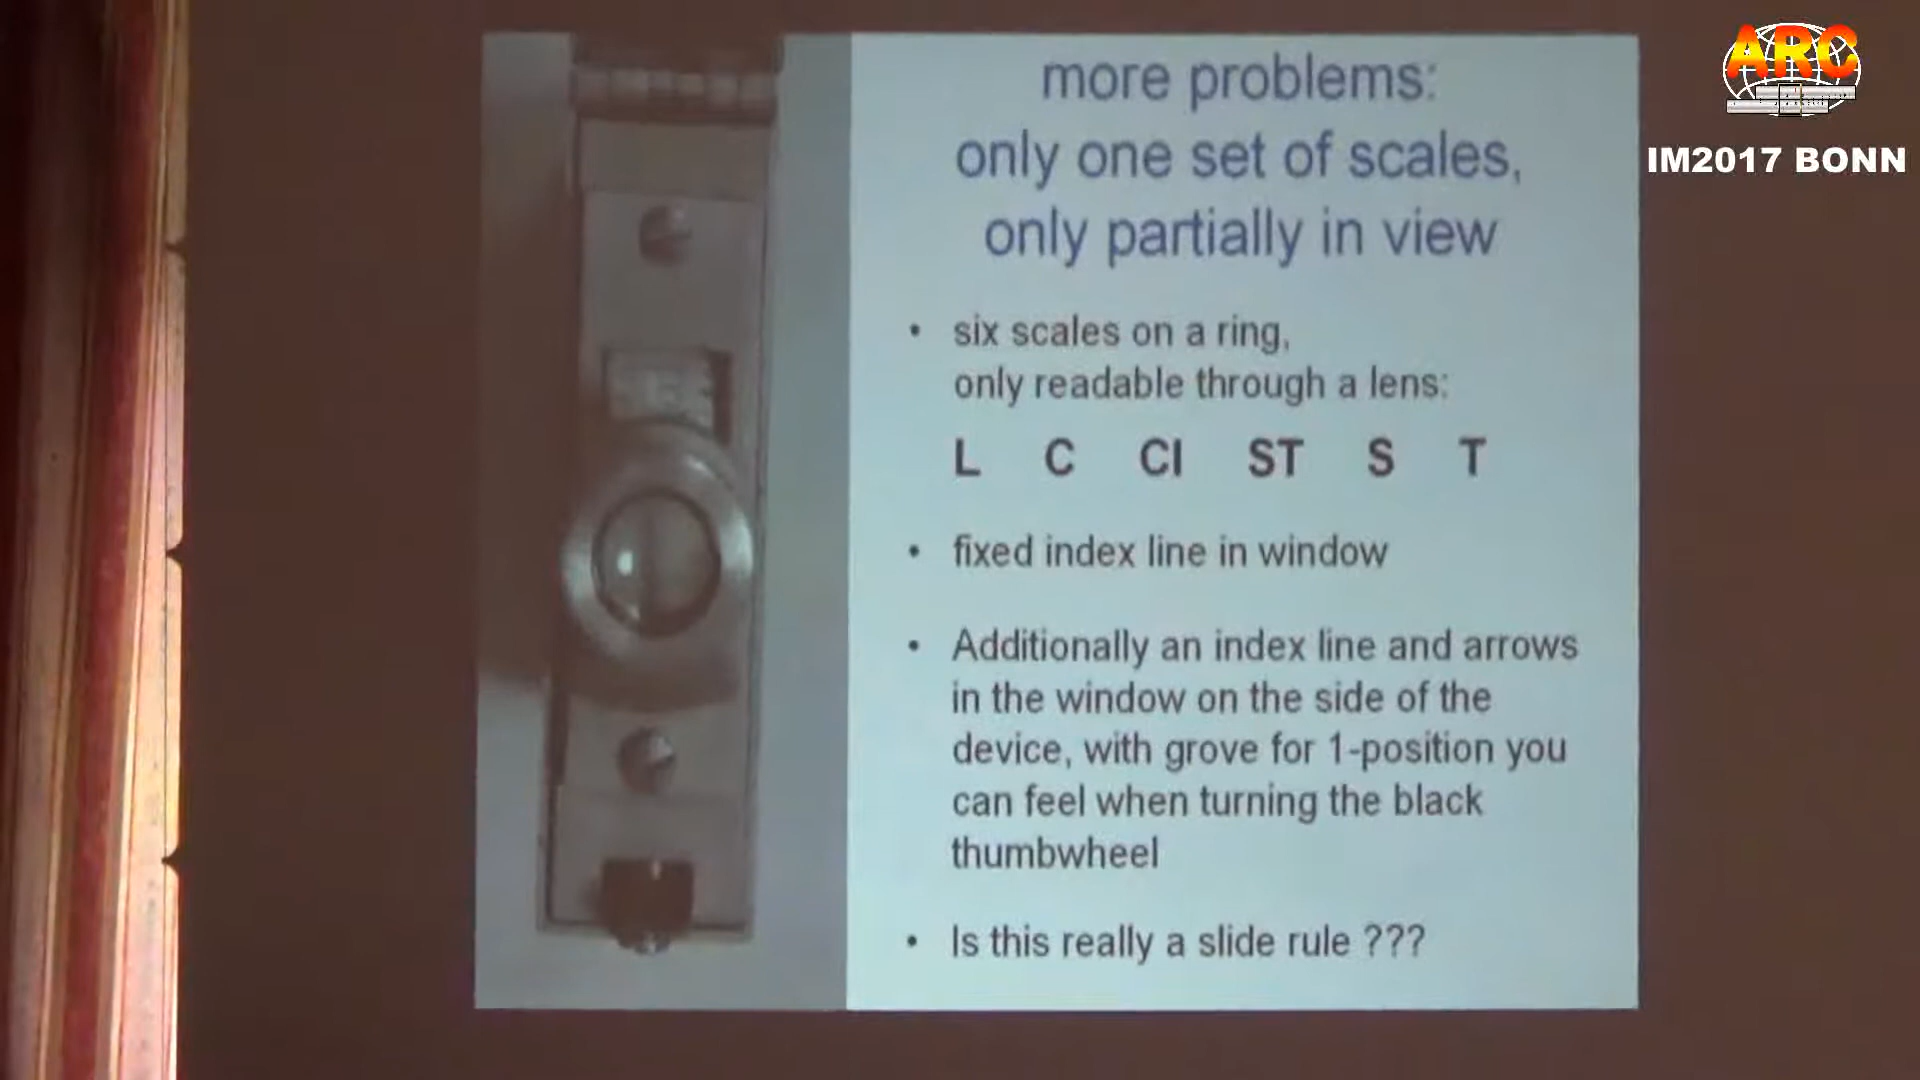 more problems:
only one set of scales,
only partially in view
• six scales on a ring,
only readable through a lens:
L C CI ST S T
• fixed index line in window
• Additionally an index line and arrows
in the window on the side of the
device, with grove for 1-position you
can feel when turning the black
thumbwheel
• Is this really a slide rule ???
ARC
IM2017 BONN